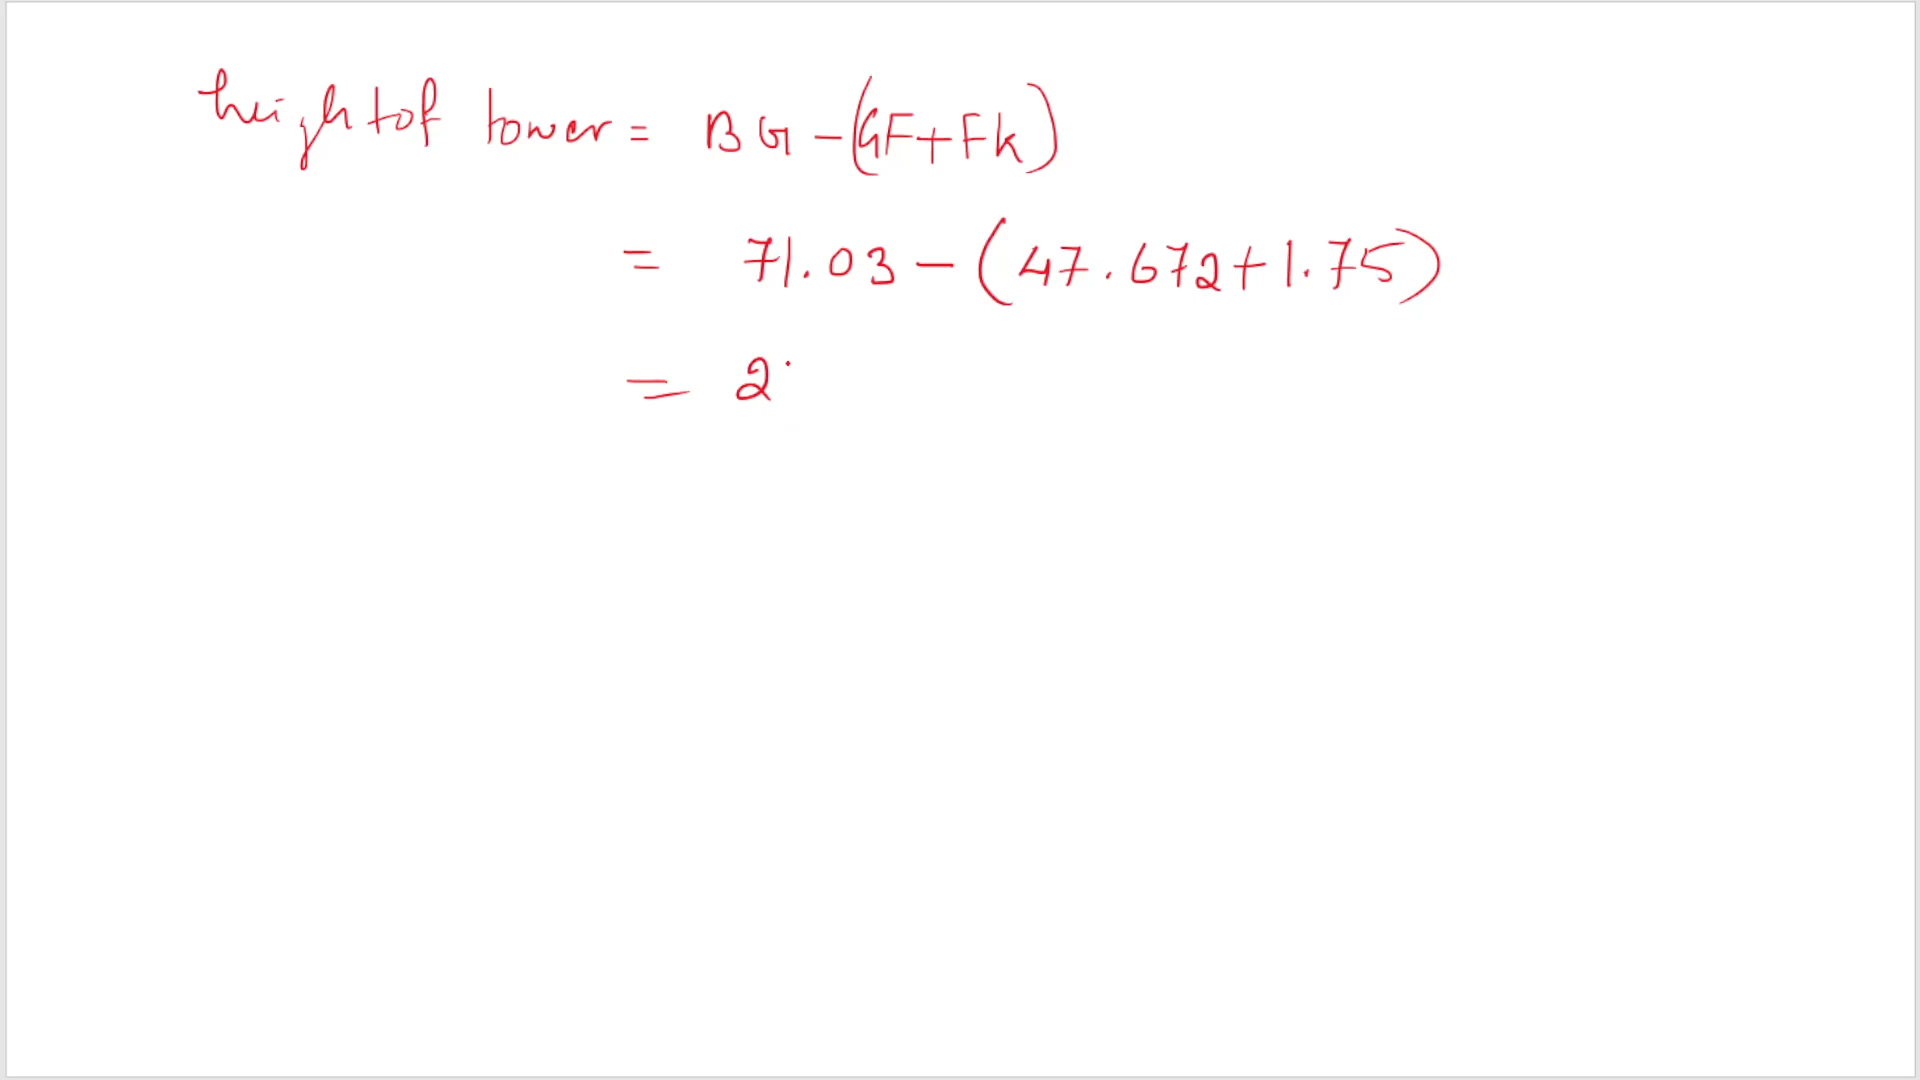 height of tower = BG - (GF+FK)
= 71.03 - (47.672+1.75)
= 2